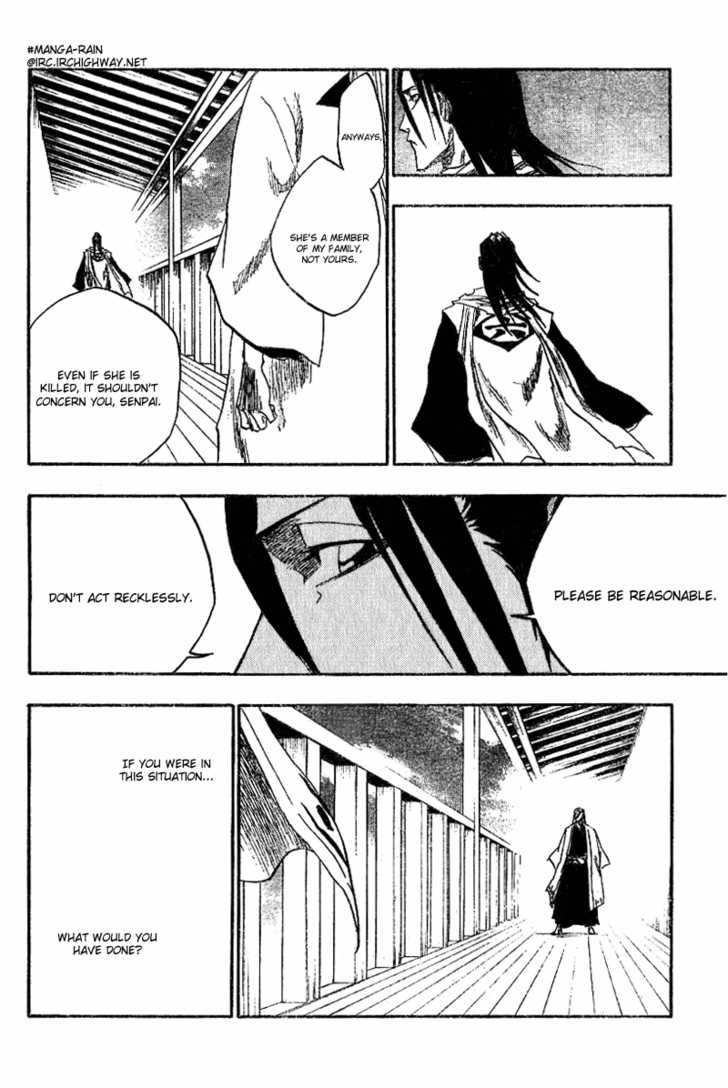 #MANGA-RAIN
@IRC.IRCHIGHWAY.NET
ANYWAYS,
SHE'S A MEMBER
OF MY FAMILY,
NOT YOURS.
EVEN IF SHE IS
KILLED, IT SHOULDN'T
CONCERN YOU, SENPAI.
PLEASE BE REASONABLE.
DON'T ACT RECKLESSLY.
IF YOU WERE IN
THIS SITUATION...
WHAT WOULD YOU
HAVE DONE?